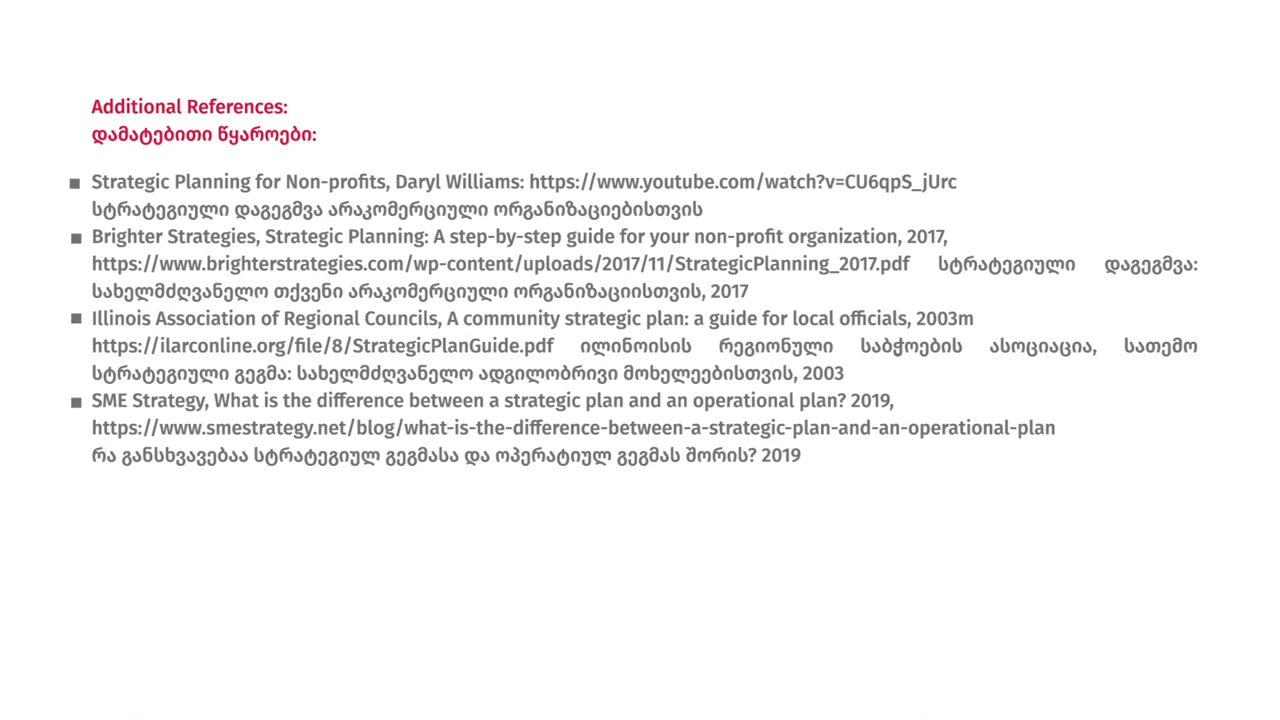 Additional References:
დამატებითი წყაროები:
▪ Strategic Planning for Non-profits, Daryl Williams: https://www.youtube.com/watch?v=CU6qpS_jUrc
სტრატეგიული დაგეგმვა არაკომერციული ორგანიზაციებისთვის
▪ Brighter Strategies, Strategic Planning: A step-by-step guide for your non-profit organization, 2017,
https://www.brighterstrategies.com/wp-content/uploads/2017/11/StrategicPlanning_2017.pdf სტრატეგიული დაგეგმვა:
სახელმძღვანელო თქვენი არაკომერციული ორგანიზაციისთვის, 2017
▪ Illinois Association of Regional Councils, A community strategic plan: a guide for local officials, 2003m
https://ilarconline.org/file/8/StrategicPlanGuide.pdf ილინოისის რეგიონული საბჭოების ასოციაცია, სათემო
სტრატეგიული გეგმა: სახელმძღვანელო ადგილობრივი მოხელეებისთვის, 2003
▪ SME Strategy, What is the difference between a strategic plan and an operational plan? 2019,
https://www.smestrategy.net/blog/what-is-the-difference-between-a-strategic-plan-and-an-operational-plan
რა განსხვავებაა სტრატეგიულ გეგმასა და ოპერატიულ გეგმას შორის? 2019